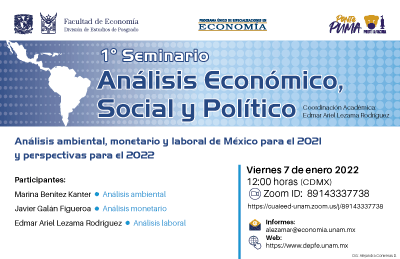 Facultad de Economía
División de Estudios de Posgrado
PROGRAMA ÚNICO DE ESPECIALIZACIONES EN
ECONOMÍA
Ponte
PUMA
1° Seminario
Análisis Económico,
Social y Político
Coordinación Académica:
Edmar Ariel Lezama Rodríguez
Análisis ambiental, monetario y laboral de México para el 2021
y perspectivas para el 2022
Participantes:
Marina Benítez Kanter • Análisis ambiental
Javier Galán Figueroa • Análisis monetario
Edmar Ariel Lezama Rodríguez • Análisis laboral
Viernes 7 de enero 2022
12:00 horas (CDMX)
Zoom ID: 89143337738
https://cuaieed-unam.zoom.us/j/89143337738
Informes:
alezamar@economia.unam.mx
Web:
https://www.depfe.unam.mx